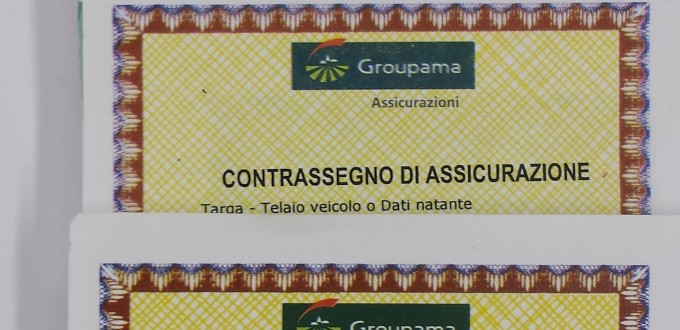 Groupama
Assicurazioni
CONTRASSEGNO DI ASSICURAZIONE
Targa - Telaio veicolo o Dati natante
Groupama